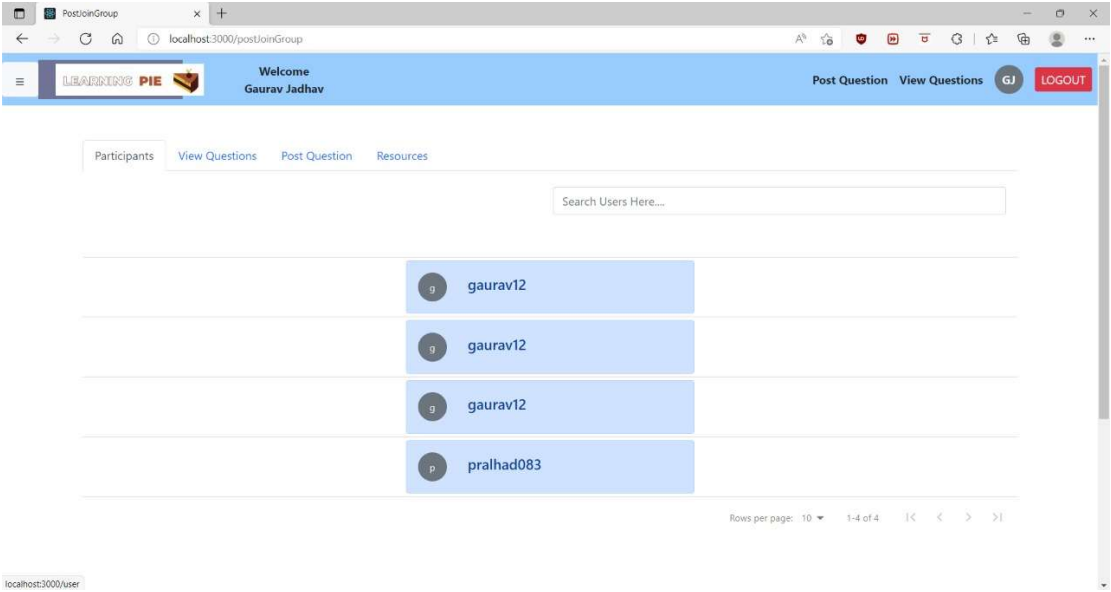 PostJoinGroup
localhost:3000/postJoinGroup
LEARNING PIE
Welcome
Gaurav Jadhav
Post Question View Questions GJ LOGOUT
Participants View Questions Post Question Resources
Search Users Here....
g gaurav12
g gaurav12
g gaurav12
p pralhad083
Rows per page: 10 1-4 of 4
localhost:3000/user